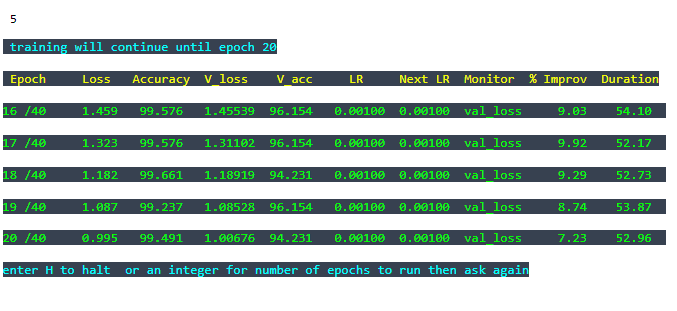 5
training will continue until epoch 20
Epoch Loss Accuracy V_loss V_acc LR Next LR Monitor % Improv Duration
16 /40 1.459 99.576 1.45539 96.154 0.00100 0.00100 val_loss 9.03 54.10
17 /40 1.323 99.576 1.31102 96.154 0.00100 0.00100 val_loss 9.92 52.17
18 /40 1.182 99.661 1.18919 94.231 0.00100 0.00100 val_loss 9.29 52.73
19 /40 1.087 99.237 1.08528 96.154 0.00100 0.00100 val_loss 8.74 53.87
20 /40 0.995 99.491 1.00676 94.231 0.00100 0.00100 val_loss 7.23 52.96
enter H to halt or an integer for number of epochs to run then ask again